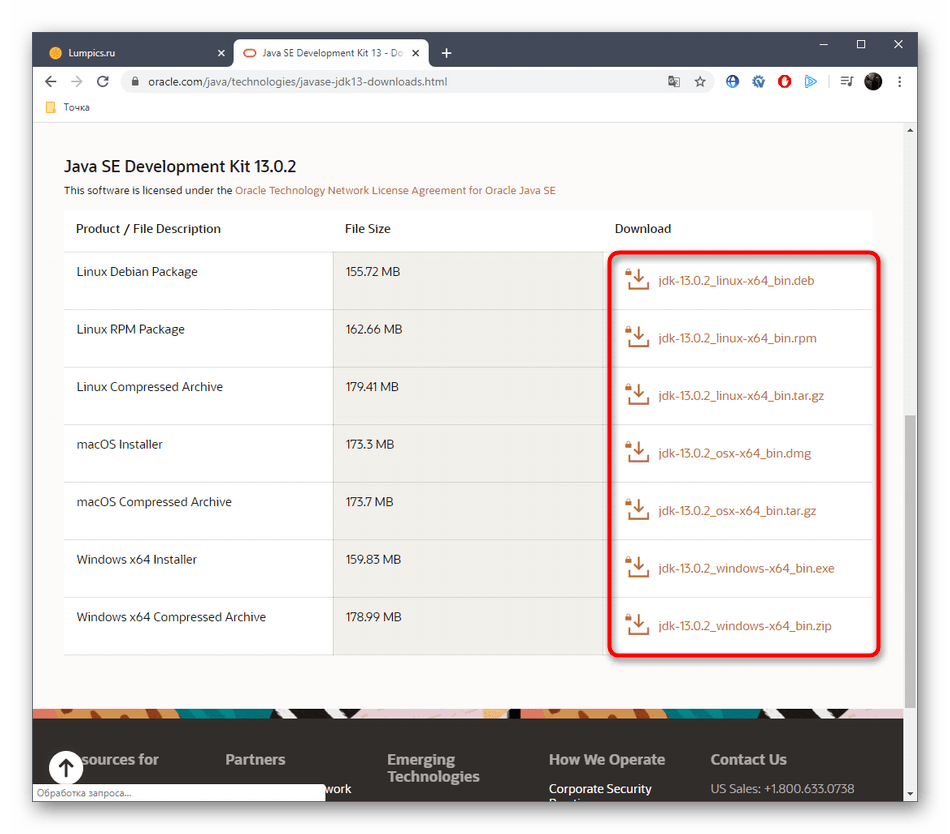 Lumpics.ru
Java SE Development Kit 13 - Do
oracle.com/java/technologies/javase-jdk13-downloads.html
Точка
Java SE Development Kit 13.0.2
This software is licensed under the Oracle Technology Network License Agreement for Oracle Java SE
Product / File Description File Size Download
Linux Debian Package 155.72 MB jdk-13.0.2_linux-x64_bin.deb
Linux RPM Package 162.66 MB jdk-13.0.2_linux-x64_bin.rpm
Linux Compressed Archive 179.41 MB jdk-13.0.2_linux-x64_bin.tar.gz
macOS Installer 173.3 MB jdk-13.0.2_osx-x64_bin.dmg
macOS Compressed Archive 173.7 MB jdk-13.0.2_osx-x64_bin.tar.gz
Windows x64 Installer 159.83 MB jdk-13.0.2_windows-x64_bin.exe
Windows x64 Compressed Archive 178.99 MB jdk-13.0.2_windows-x64_bin.zip
sources for Partners Emerging How We Operate Contact Us
Technologies
work Corporate Security US Sales: +1.800.633.0738
Обработка запроса...